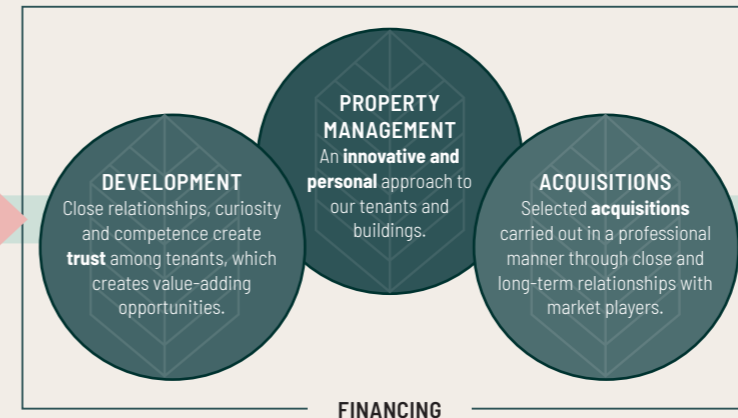 PROPERTY
MANAGEMENT
An innovative and
personal approach to
our tenants and
buildings.
DEVELOPMENT
Close relationships, curiosity
and competence create
trust among tenants, which
creates value-adding
opportunities.
ACQUISITIONS
Selected acquisitions
carried out in a professional
manner through close and
long-term relationships with
market players.
FINANCING